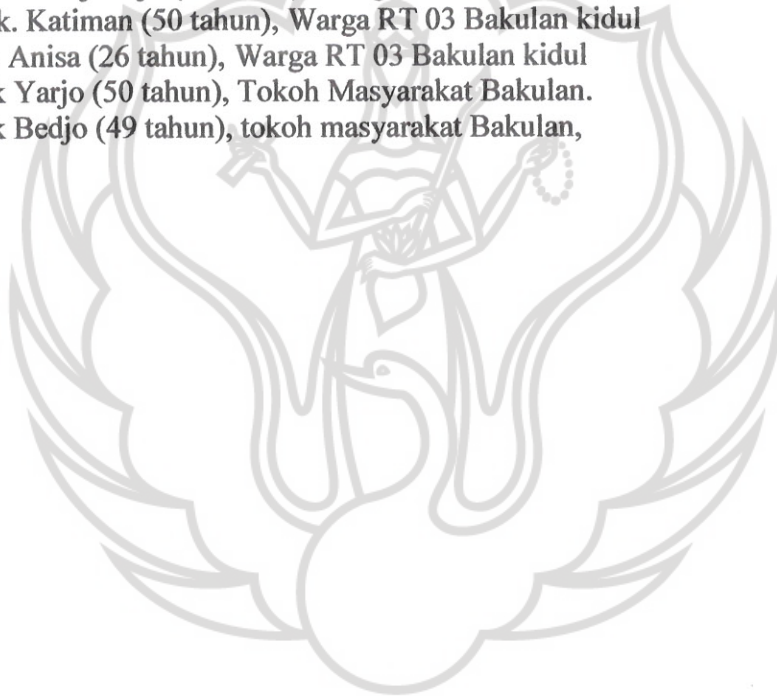 k. Katiman (50 tahun), Warga RT 03 Bakulan kidul
Anisa (26 tahun), Warga RT 03 Bakulan kidul
k Yarjo (50 tahun), Tokoh Masyarakat Bakulan.
k Bedjo (49 tahun), tokoh masyarakat Bakulan,